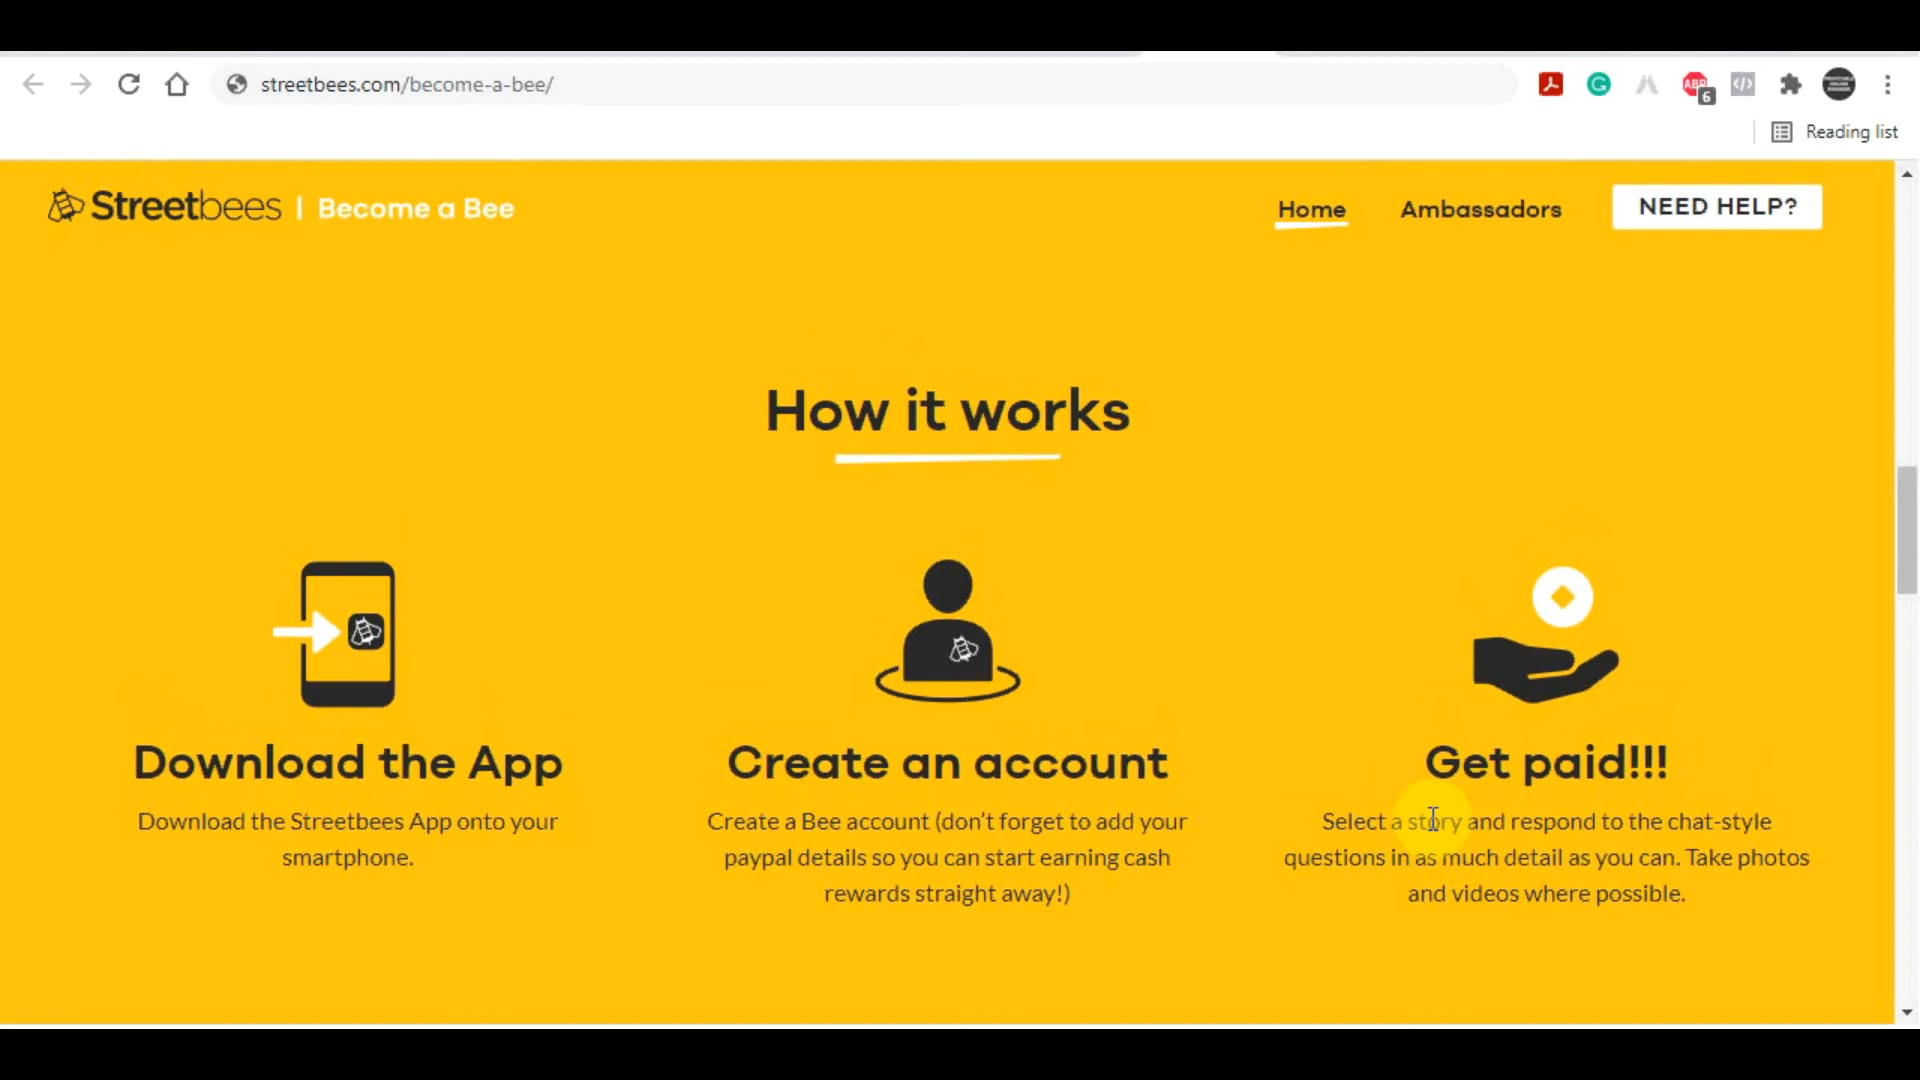 streetbees.com/become-a-bee/
ABP
6
Reading list
Streetbees | Become a Bee
Home
Ambassadors
NEED HELP?
How it works
Download the App
Download the Streetbees App onto your
smartphone.
Create an account
Create a Bee account (don't forget to add your
paypal details so you can start earning cash
rewards straight away!)
Get paid!!!
Select a story and respond to the chat-style
questions in as much detail as you can. Take photos
and videos where possible.